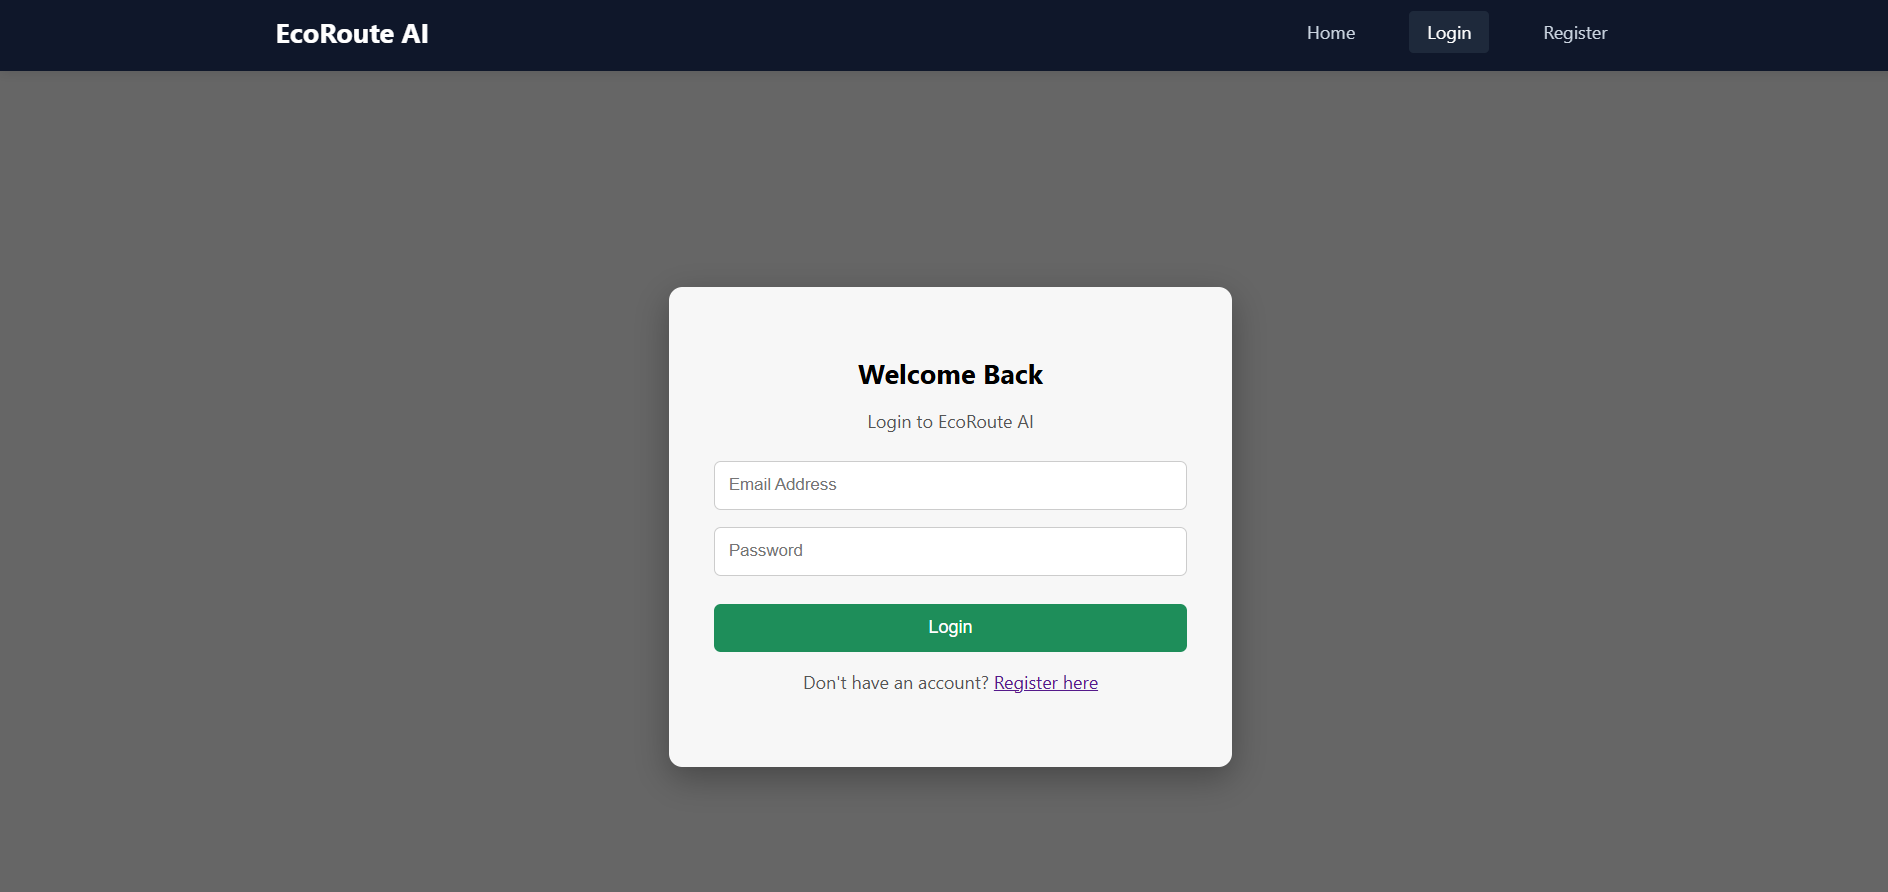 EcoRoute AI Home Login Register
Welcome Back
Login to EcoRoute AI
Email Address
Password
Login
Don't have an account? Register here